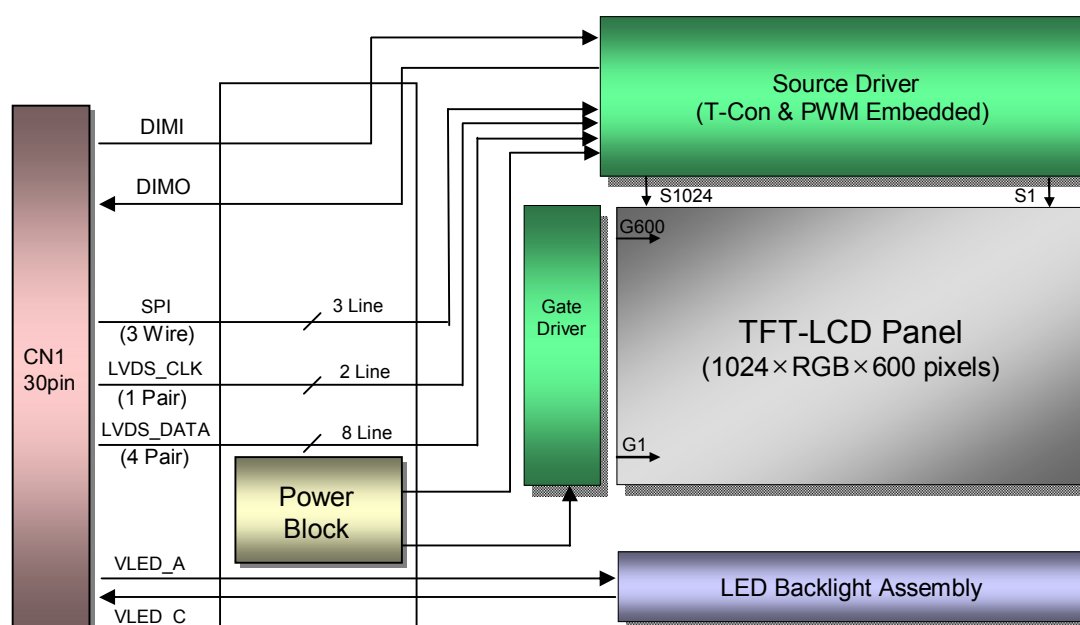 Source Driver
(T-Con & PWM Embedded)
DIMI
DIMO
S1024
S1
G600
SPI
(3 Wire)
3 Line
Gate
Driver
TFT-LCD Panel
(1024×RGB×600 pixels)
CN1
30pin
LVDS_CLK
(1 Pair)
2 Line
LVDS_DATA
(4 Pair)
8 Line
G1
Power
Block
VLED_A
LED Backlight Assembly
VLED_C